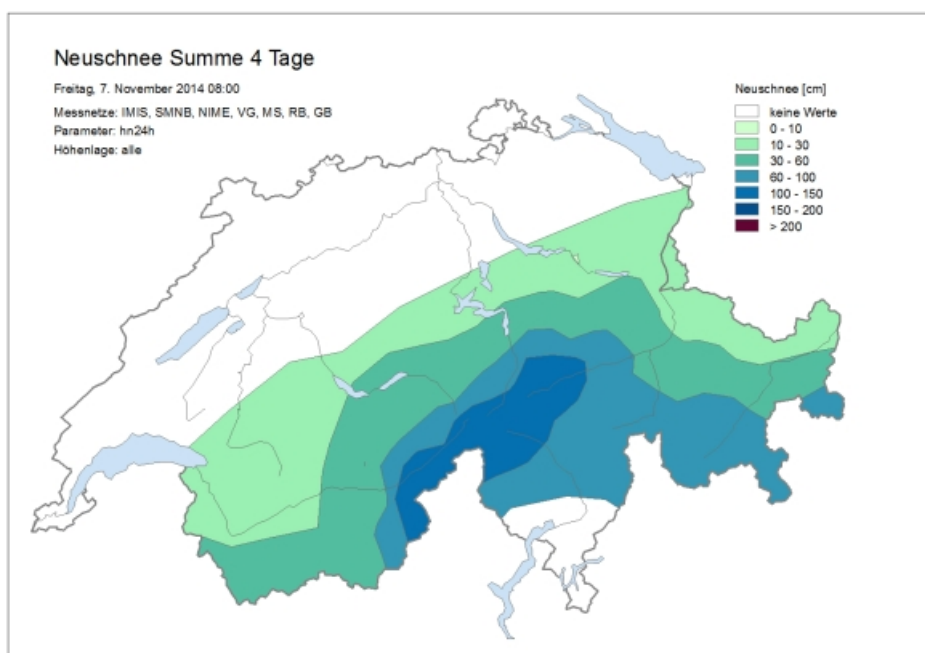 Neuschnee Summe 4 Tage
Freitag, 7. November 2014 08:00
Messnetze: IMIS, SMNB, NIME, VG, MS, RB, GB
Parameter: hn24h
Höhenlage: alle
Neuschnee [cm]
keine Werte
0 - 10
10 - 30
30 - 60
60 - 100
100 - 150
150 - 200
> 200